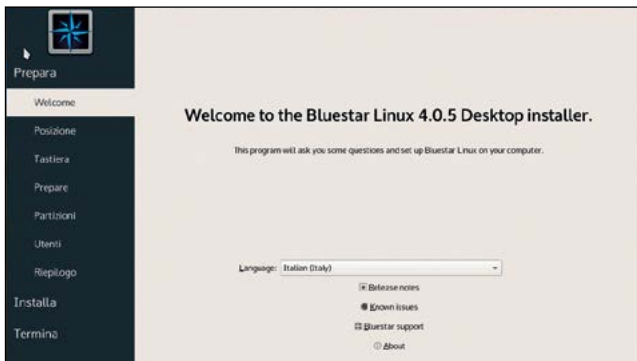 Prepara
Welcome
Posizione
Tastiera
Prepare
Partizioni
Utenti
Riepilogo
Installa
Termina
Welcome to the Bluestar Linux 4.0.5 Desktop installer.
This program will ask you some questions and set up Bluestar Linux on your computer.
Language: Italian (Italy)
Release notes
Known issues
Bluestar support
About